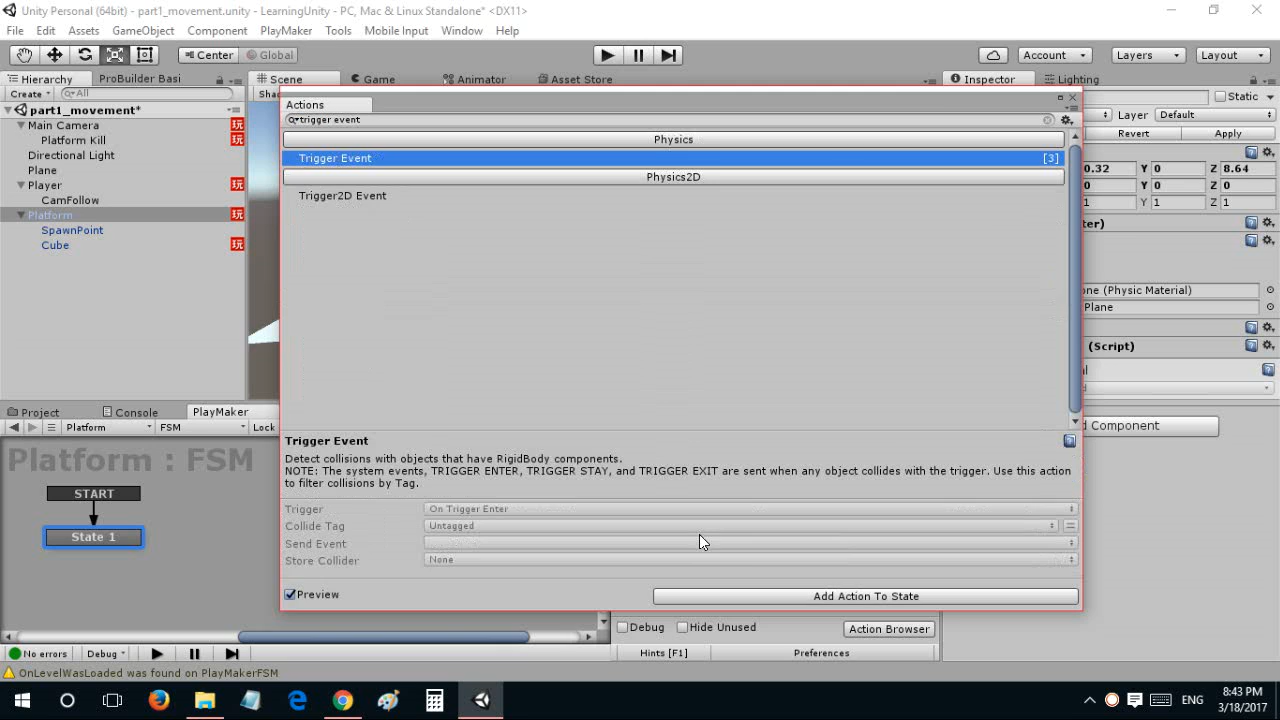 Unity Personal (64bit) - part1_movement.unity - LearningUnity - PC, Mac & Linux Standalone* <DX11>
File Edit Assets GameObject Component PlayMaker Tools Mobile Input Window Help
Center Global Account Layers Layout
Hierarchy ProBuilder Basi Scene Game Animator Asset Store Inspector Lighting
Create All Sha Static
Actions
part1_movement* trigger event Layer Default
Main Camera 玩 Physics Revert Apply
Platform Kill 玩
Directional Light Trigger Event [3]
Plane 0.32 Y 0 Z 8.64
Player 玩 Physics2D 0 Y 0 Z 0
CamFollow Trigger2D Event 1 Y 1 Z 1
Platform 玩
SpawnPoint ter)
Cube 玩
one (Physic Material)
Plane
(Script)
al
d
Project Console PlayMaker
Platform FSM Lock d Component
Platform : FSM
Trigger Event
Detect collisions with objects that have RigidBody components.
NOTE: The system events, TRIGGER ENTER, TRIGGER STAY, and TRIGGER EXIT are sent when any object collides with the trigger. Use this action
to filter collisions by Tag.
START
Trigger On Trigger Enter
Collide Tag Untagged
State 1
Send Event
Store Collider None
Preview Add Action To State
Debug Hide Unused Action Browser
No errors Debug Hints [F1] Preferences
OnLevelWasLoaded was found on PlayMakerFSM
ENG 8:43 PM
3/18/2017